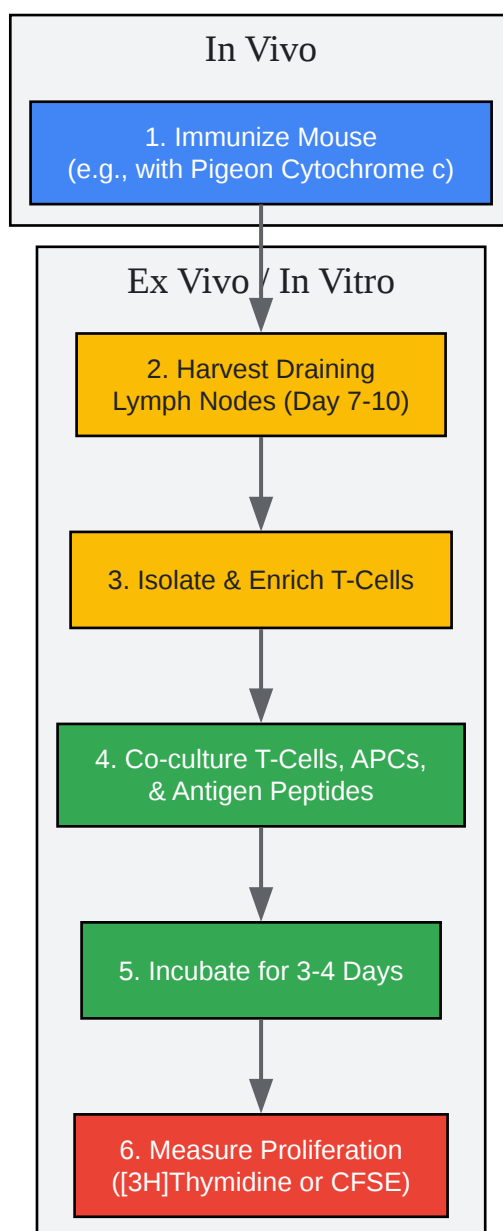 In Vivo
1. Immunize Mouse
(e.g., with Pigeon Cytochrome c)
Ex Vivo / In Vitro
2. Harvest Draining
Lymph Nodes (Day 7-10)
3. Isolate & Enrich T-Cells
4. Co-culture T-Cells, APCs,
& Antigen Peptides
5. Incubate for 3-4 Days
6. Measure Proliferation
([3H]Thymidine or CFSE)